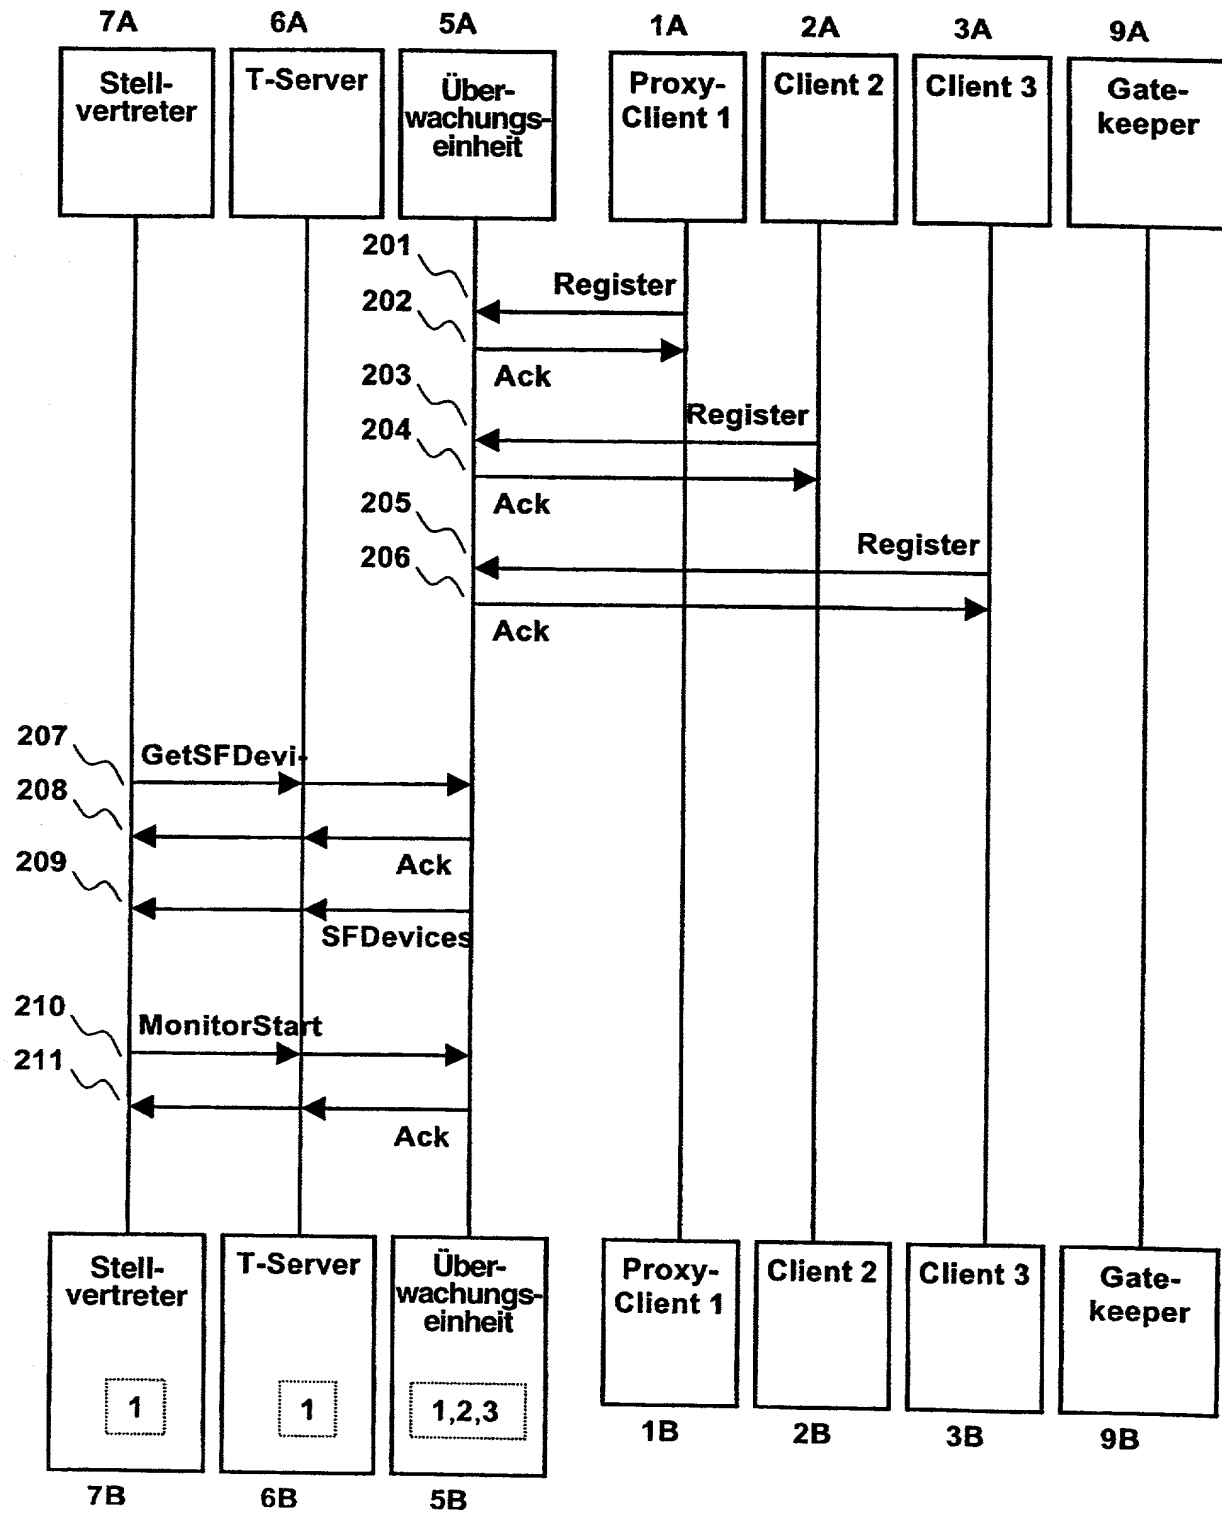 7A 6A 5A 1A 2A 3A 9A
Stell-
vertreter
T-Server
Über-
wachungs-
einheit
Proxy-
Client 1
Client 2
Client 3
Gate-
keeper
201
Register
202
Ack
203
Register
204
Ack
205
Register
206
Ack
207
GetSFDevi-
208
Ack
209
SFDevices
210
MonitorStart
211
Ack
Stell-
vertreter
1
T-Server
1
Über-
wachungs-
einheit
1,2,3
Proxy-
Client 1
Client 2
Client 3
Gate-
keeper
7B 6B 5B 1B 2B 3B 9B